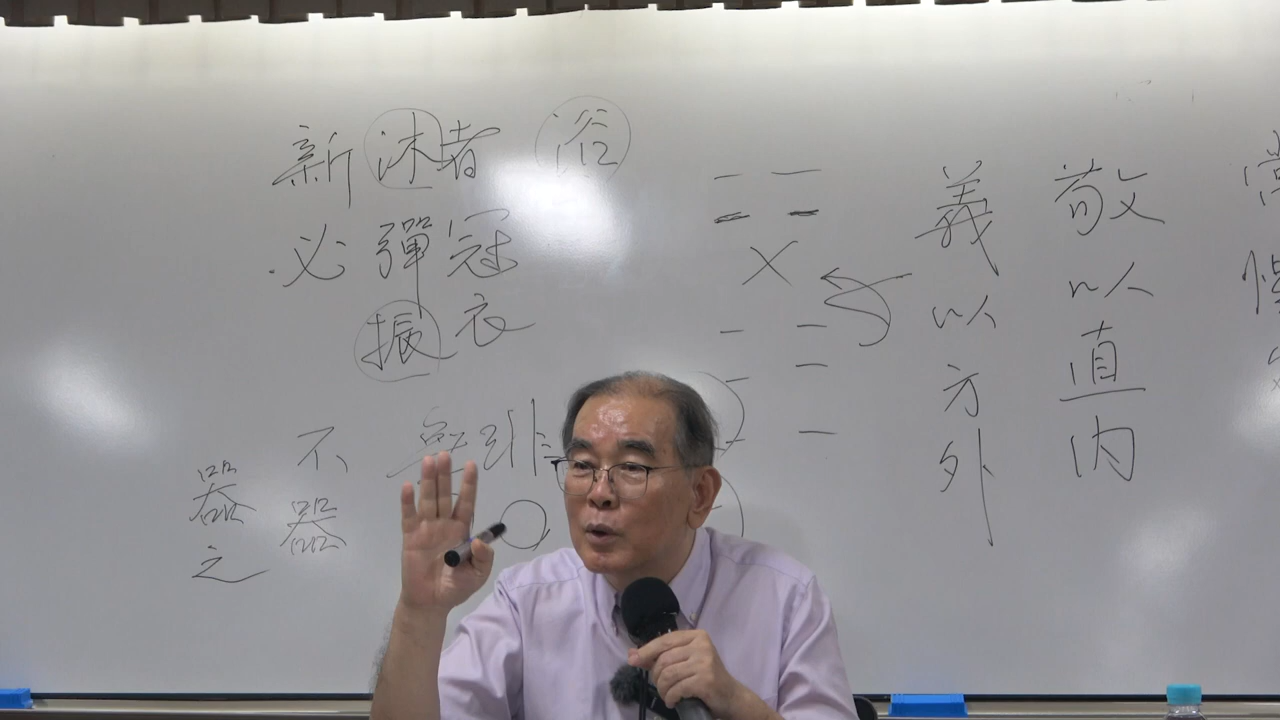 敬以直内
義以方外
新沐者 浴
必彈冠
振衣
不器
器之